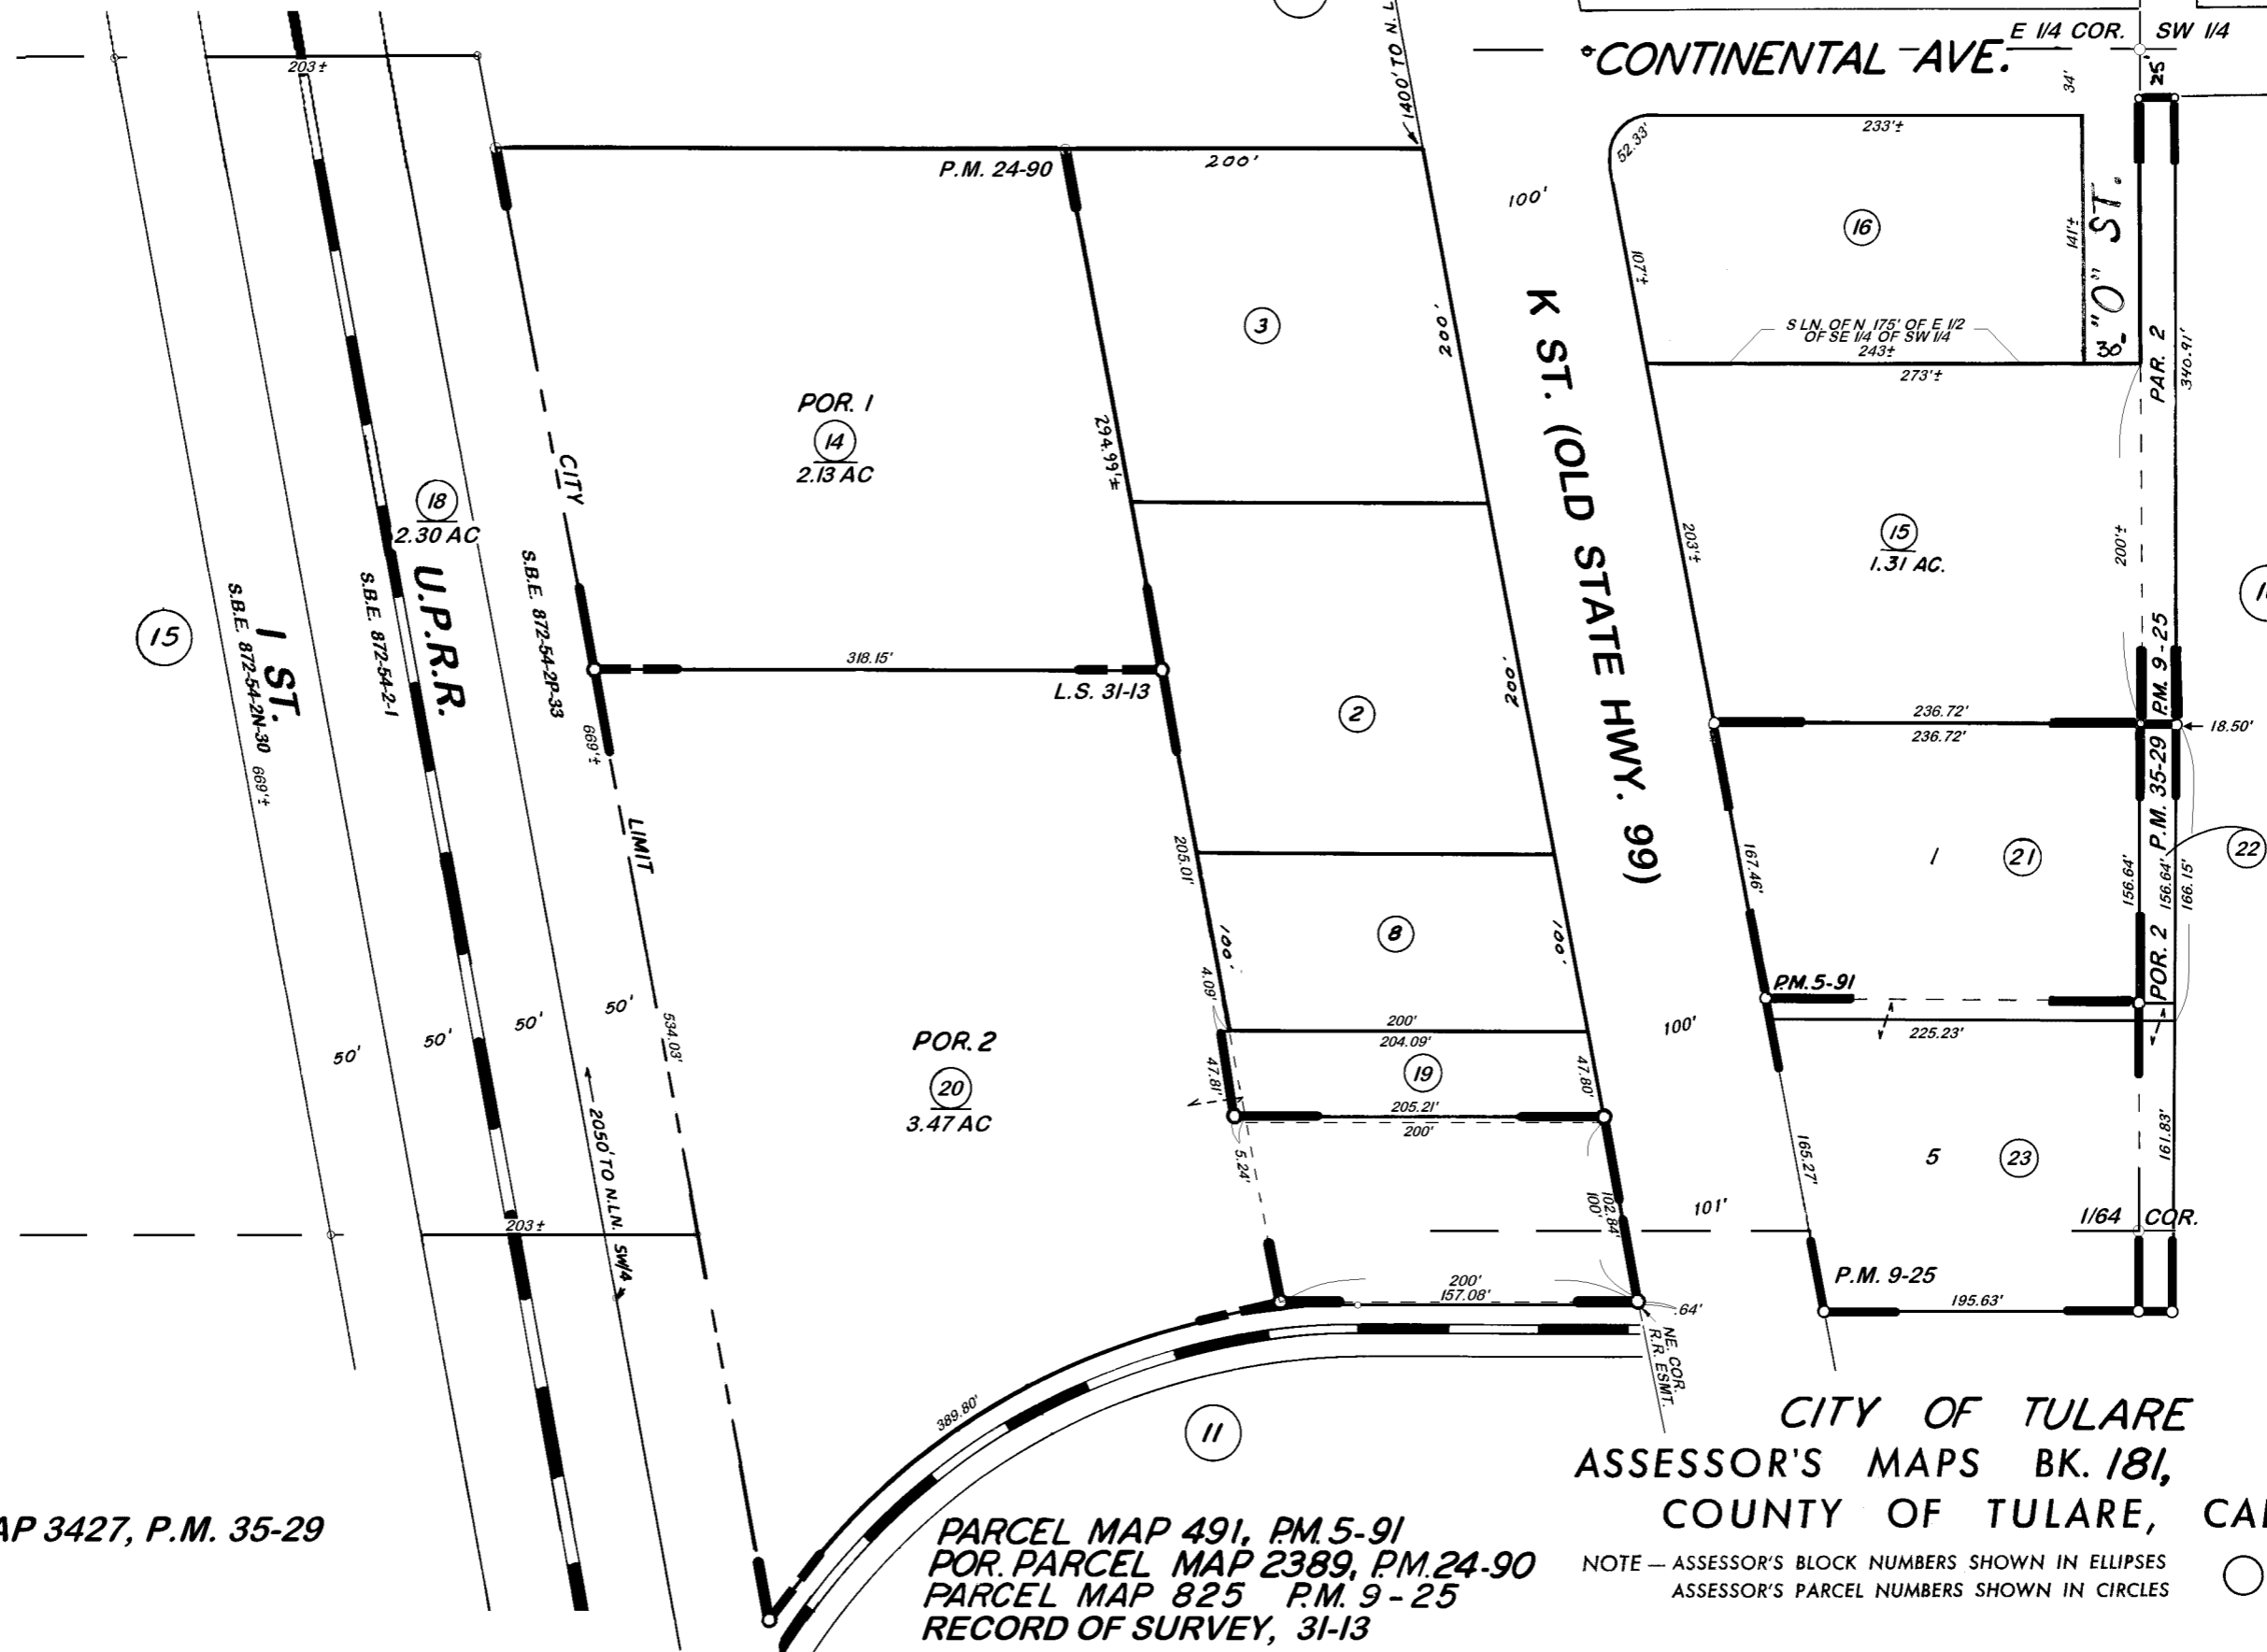 1400' TO N. L
CONTINENTAL AVE.
E 1/4 COR.
SW 1/4
25'
34'
203±
P.M. 24-90
200'
100'
52.33'
233'±
16
107'±
141'±
30-
"O" ST.
S LN. OF N 175' OF E 1/2
OF SE 1/4 OF SW 1/4
243±
273'±
PAR. 2
340.91'
3
200'
294.99'±
POR. 1
14
2.13 AC
CITY
18
2.30 AC
U.P.R.R.
S.B.E. 872-54-2P-33
S.B.E. 872-54-2-1
I ST.
S.B.E. 872-54-2N-30
669'±
15
669'±
318.15'
L.S. 31-13
K ST. (OLD STATE HWY. 99)
203'±
15
1.31 AC.
200'±
P.M. 9-25
236.72'
236.72'
18.50'
2
200'
LIMIT
205.01'
167.46'
1
21
156.64'
P.M. 35-29
156.64'
166.15'
22
POR. 2
8
100'
100'
4.09'
P.M. 5-91
225.23'
50'
50'
50'
50'
534.03'
POR. 2
20
3.47 AC
200'
204.09'
47.81'
19
47.80'
205.21'
200'
5.24'
100'
2050' TO N.LN. SW/4
165.27'
5
23
161.83'
203±
102.84'
100'
101'
1/64 COR.
P.M. 9-25
195.63'
200'
157.08'
.64'
NE. COR.
R.R. ESMT.
389.80'
11
CITY OF TULARE
ASSESSOR'S MAPS BK. 181,
COUNTY OF TULARE,
AP 3427, P.M. 35-29
PARCEL MAP 491, P.M. 5-91
POR. PARCEL MAP 2389, P.M. 24-90
PARCEL MAP 825 P.M. 9-25
RECORD OF SURVEY, 31-13
NOTE — ASSESSOR'S BLOCK NUMBERS SHOWN IN ELLIPSES
ASSESSOR'S PARCEL NUMBERS SHOWN IN CIRCLES